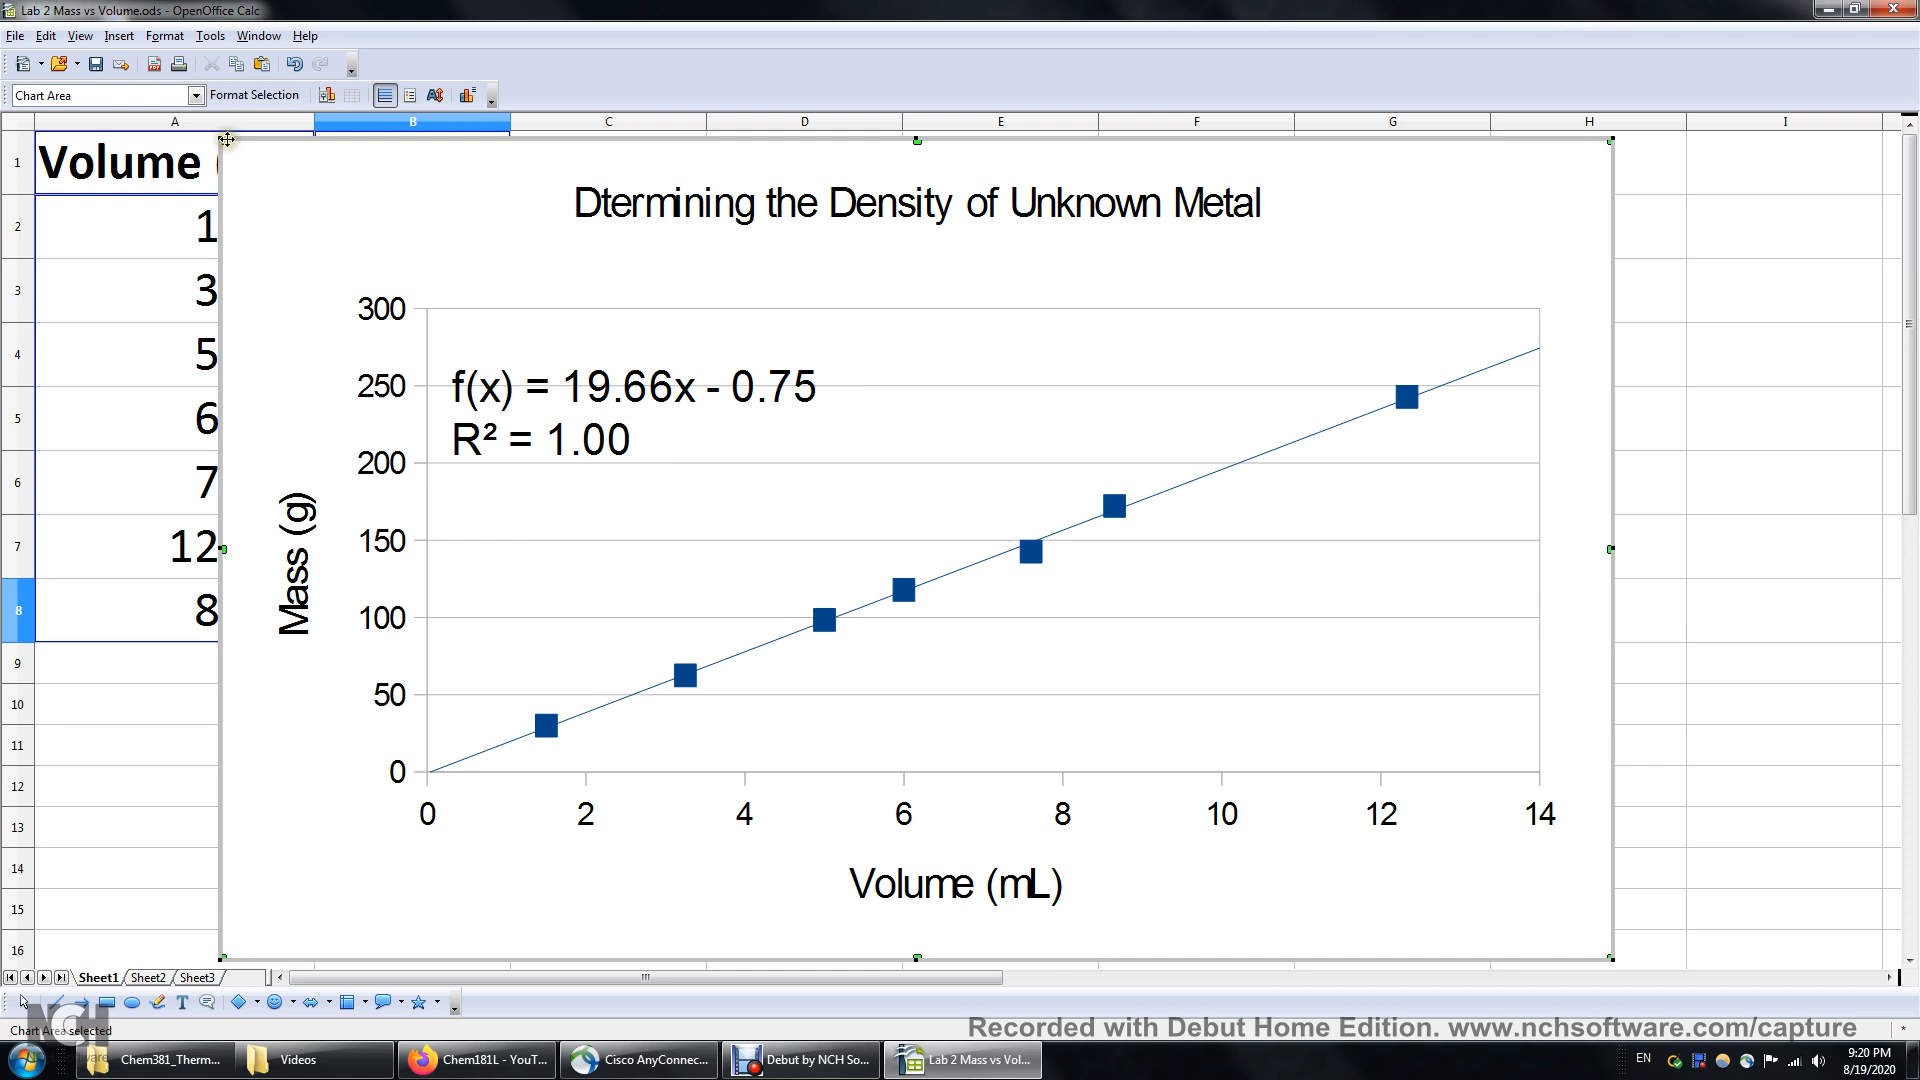 Lab 2 Mass vs Volume.ods - OpenOffice Calc
File Edit View Insert Format Tools Window Help
Chart Area Format Selection
A B C D E F G H I
1 Volume (
2 1
3 3
4 5
5 6
6 7
7 12
8 8
9
10
11
12
13
14
15
16
Dtermining the Density of Unknown Metal
300
f(x) = 19.66x - 0.75
250
R² = 1.00
200
Mass (g)
150
100
50
0
0 2 4 6 8 10 12 14
Volume (mL)
Sheet1 Sheet2 Sheet3
NCH
Chart Area selected
Recorded with Debut Home Edition. www.nchsoftware.com/capture
Chem381_Therm... Videos Chem181L - YouT... Cisco AnyConnec... Debut by NCH So... Lab 2 Mass vs Vol... EN 9:20 PM
8/19/2020